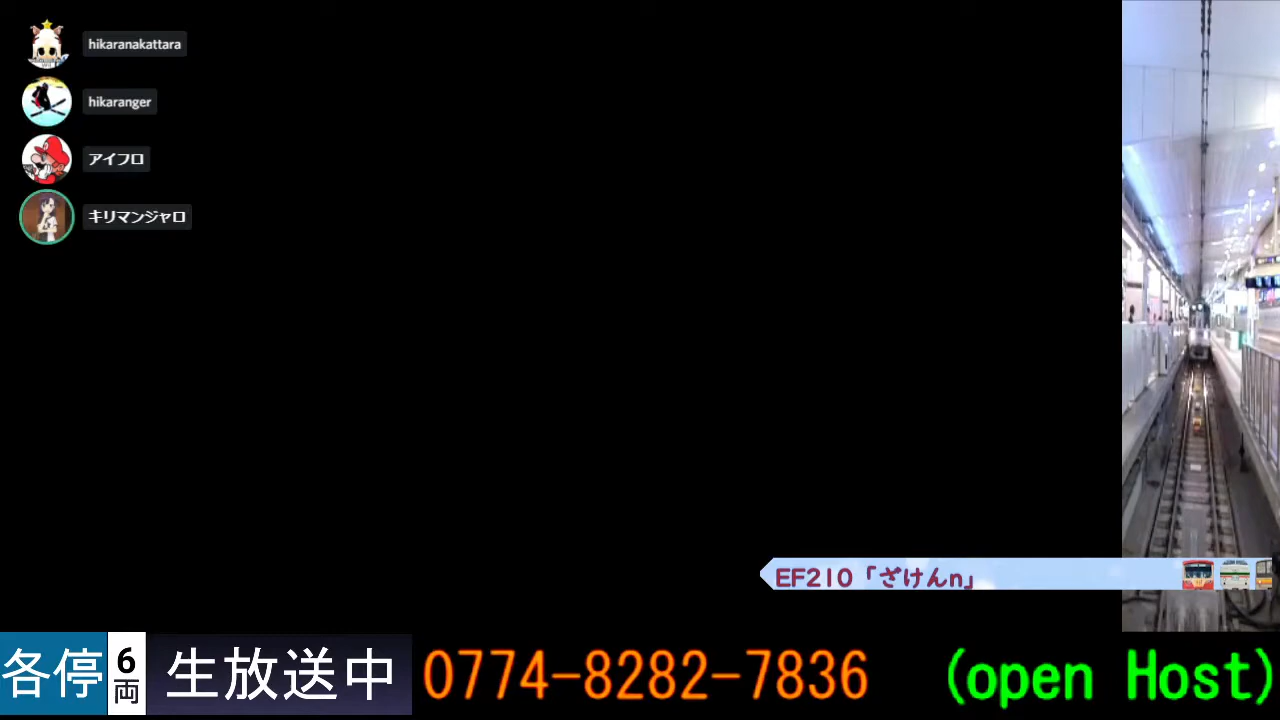 hikaranakattara
hikaranger
アイフロ
キリマンジャロ
EF210「ざけんn」
各停 6両 生放送中 0774-8282-7836 (open Host)